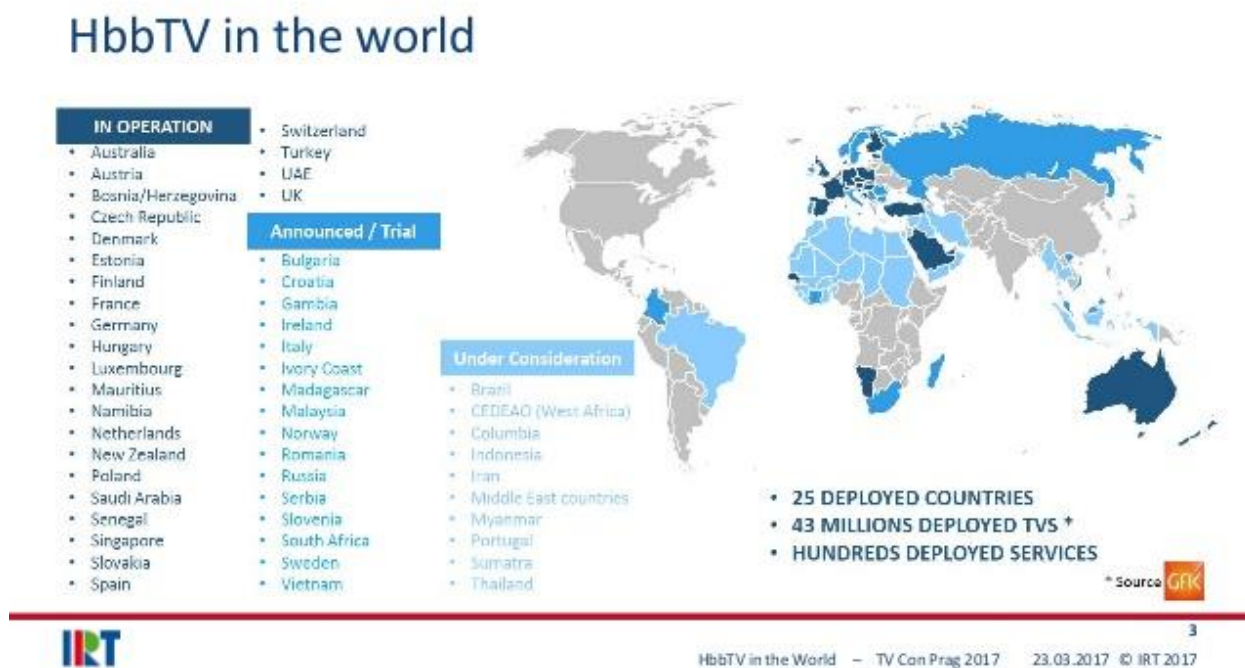 HbbTV in the world
IN OPERATION
• Australia
• Austria
• Bosnia/Herzegovina
• Czech Republic
• Denmark
• Estonia
• Finland
• France
• Germany
• Hungary
• Luxembourg
• Mauritius
• Namibia
• Netherlands
• New Zealand
• Poland
• Saudi Arabia
• Senegal
• Singapore
• Slovakia
• Spain
• Switzerland
• Turkey
• UAE
• UK
Announced / Trial
• Bulgaria
• Croatia
• Gambia
• Ireland
• Italy
• Ivory Coast
• Madagascar
• Malaysia
• Norway
• Romania
• Russia
• Serbia
• Slovenia
• South Africa
• Sweden
• Vietnam
Under Consideration
• Brazil
• CEDEAO (West Africa)
• Columbia
• Indonesia
• Iran
• Middle East countries
• Myanmar
• Portugal
• Sumatra
• Thailand
• 25 DEPLOYED COUNTRIES
• 43 MILLIONS DEPLOYED TVS *
• HUNDREDS DEPLOYED SERVICES
* Source GFK
3
IRT
HbbTV in the World – TV Con Prag 2017 23.03.2017 © IRT 2017